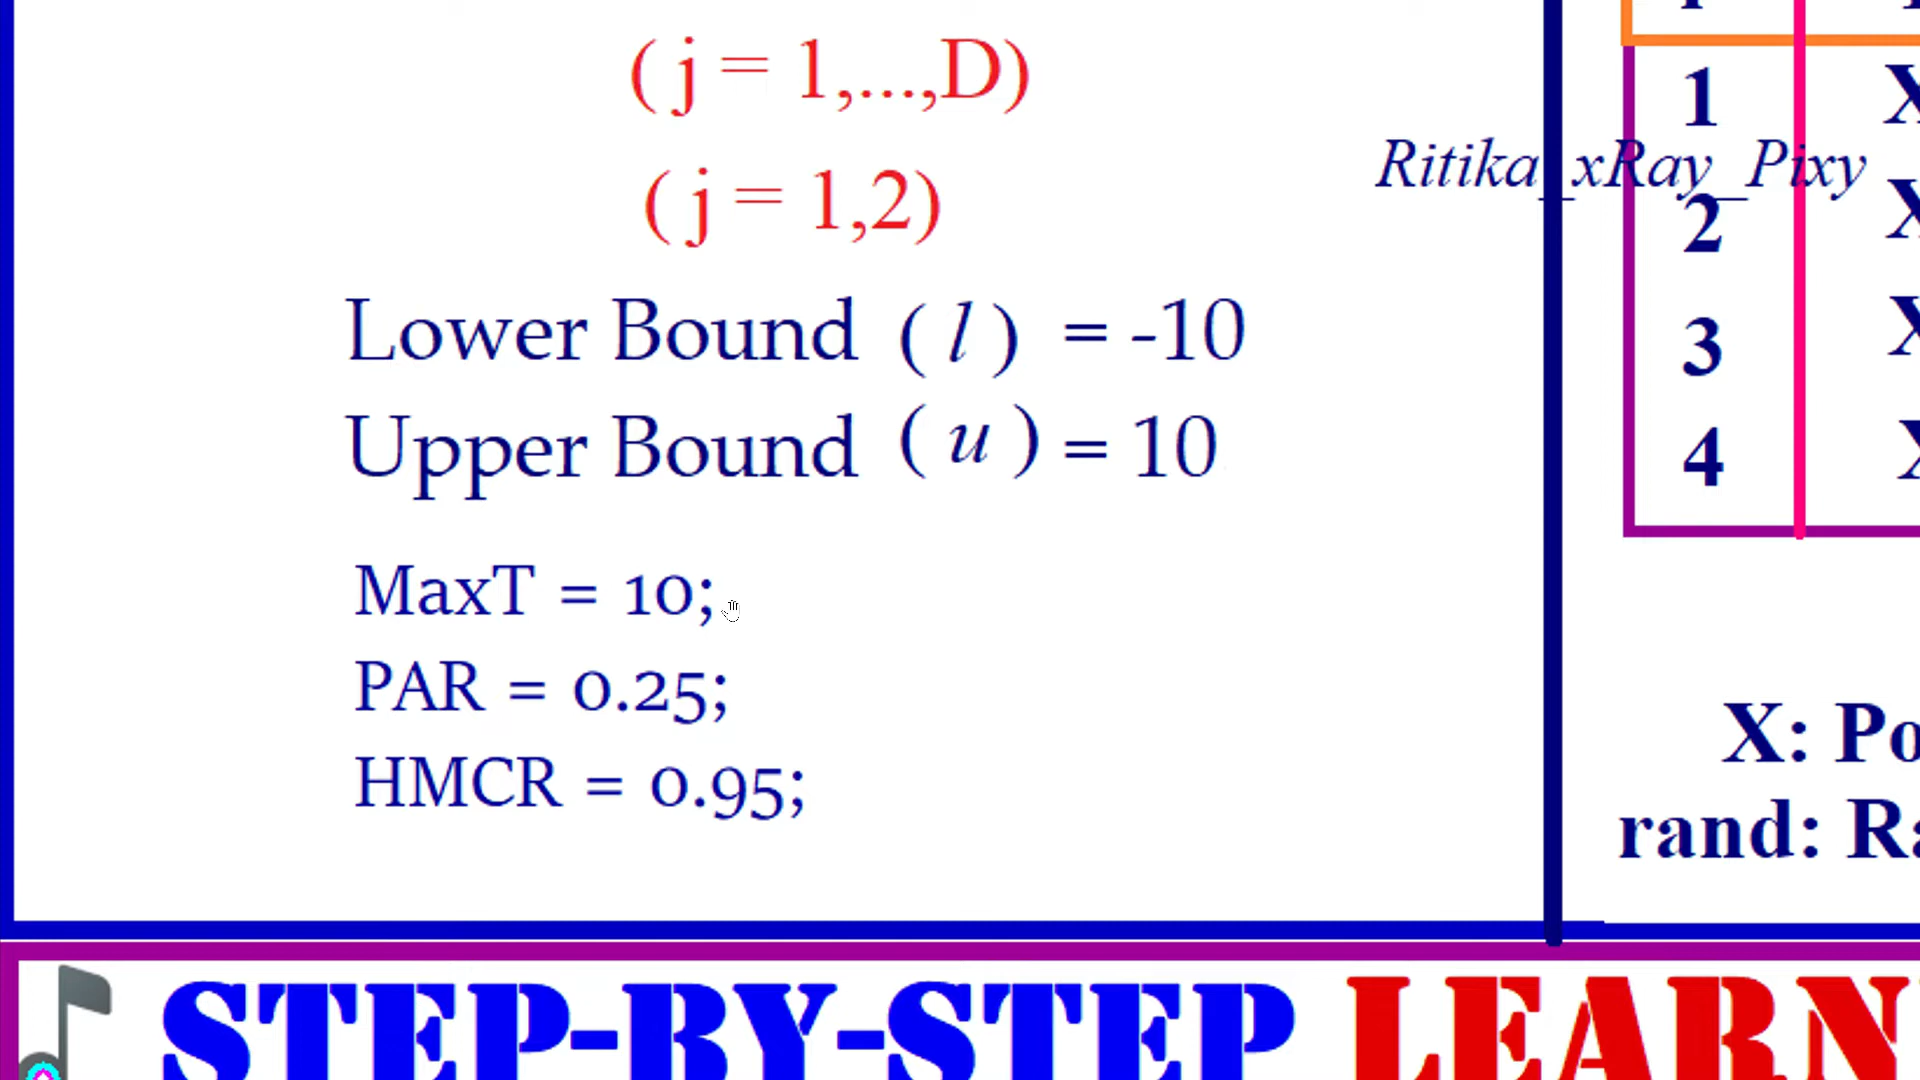 ( j = 1,...,D)
( j = 1,2)
Lower Bound ( l ) = -10
Upper Bound ( u ) = 10
MaxT = 10;
PAR = 0.25;
HMCR = 0.95;
Ritika_xRay_Pixy
1 X
2 X
3 X
4 X
X:
rand:
STEP-BY-STEP